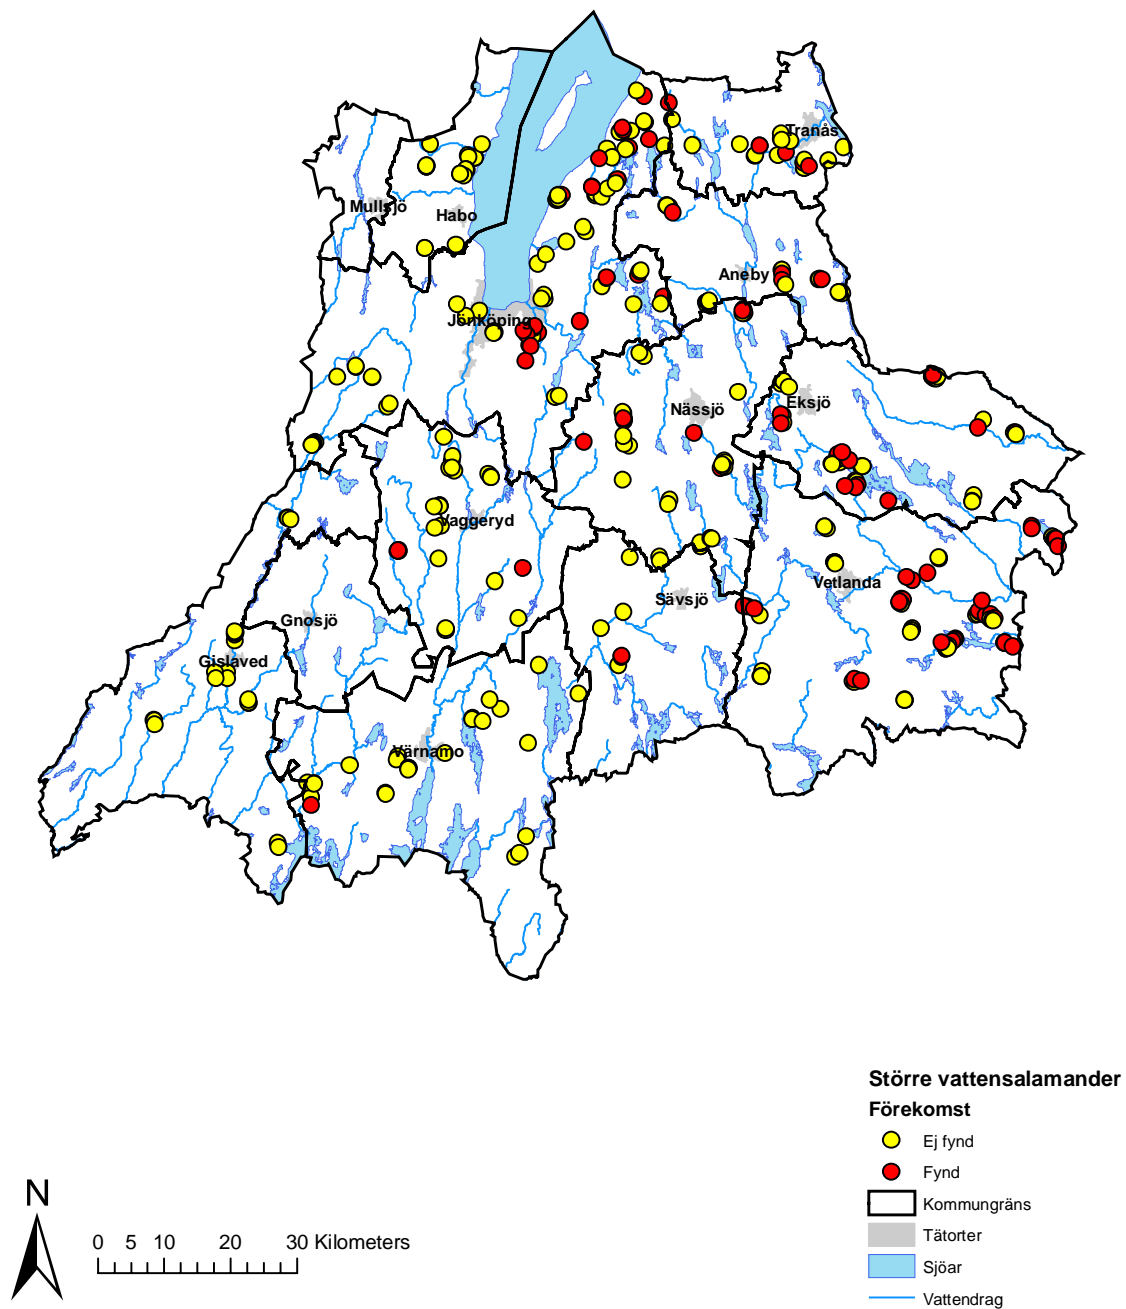 Tranås
Mullsjö
Habo
Aneby
Jönköping
Nässjö
Eksjö
Vaggeryd
Vetlanda
Sävsjö
Gnosjö
Gislaved
Värnamo
Större vattensalamander
Förekomst
Ej fynd
Fynd
Kommungräns
Tätorter
Sjöar
Vattendrag
N
0 5 10 20 30 Kilometers